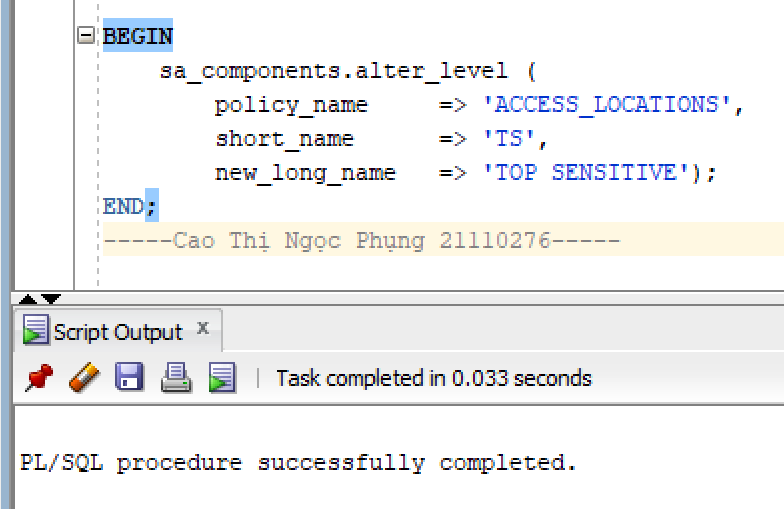 BEGIN
sa_components.alter_level (
policy_name => 'ACCESS_LOCATIONS',
short_name => 'TS',
new_long_name => 'TOP SENSITIVE');
END;
-----Cao Thị Ngọc Phụng 21110276-----
Script Output x
Task completed in 0.033 seconds
PL/SQL procedure successfully completed.